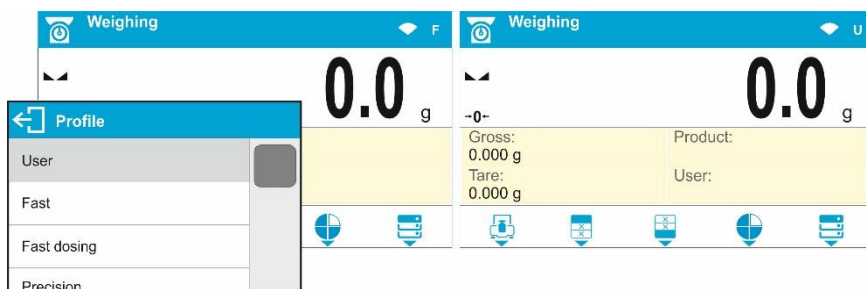 Weighing
F
0.0 g
Profile
User
Fast
Fast dosing
Precision
Weighing
U
0.0 g
→0←
Gross:
0.000 g
Product:
Tare:
0.000 g
User: